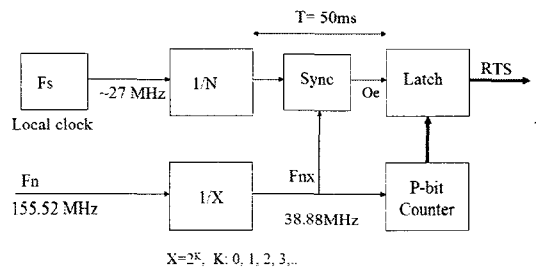 T= 50ms
Fs
1/N
Sync
Latch
RTS
~27 MHz
Oe
Local clock
Fn
155.52 MHz
1/X
Fnx
38.88MHz
P-bit
Counter
X=2^K, K: 0, 1, 2, 3,..